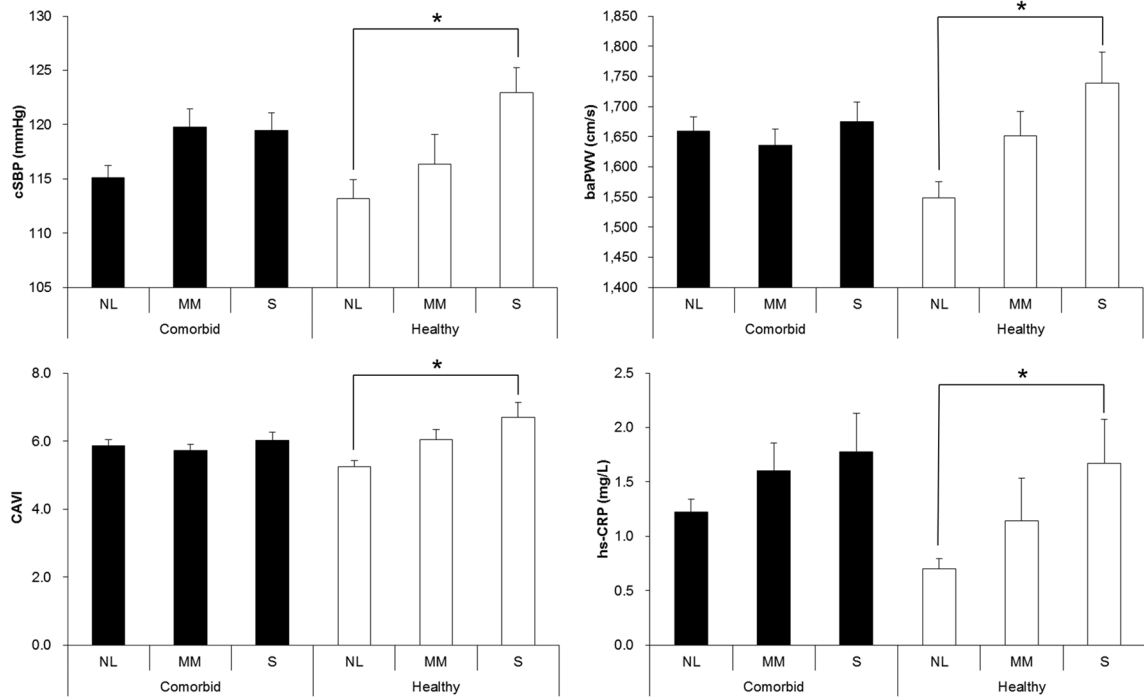 cSBP (mmHg)
130
125
120
115
110
105
*
NL MM S NL MM S
Comorbid Healthy
baPWV (cm/s)
1,850
1,800
1,750
1,700
1,650
1,600
1,550
1,500
1,450
1,400
*
NL MM S NL MM S
Comorbid Healthy
CAVI
8.0
6.0
4.0
2.0
0.0
*
NL MM S NL MM S
Comorbid Healthy
hs-CRP (mg/L)
2.5
2.0
1.5
1.0
0.5
0.0
*
NL MM S NL MM S
Comorbid Healthy